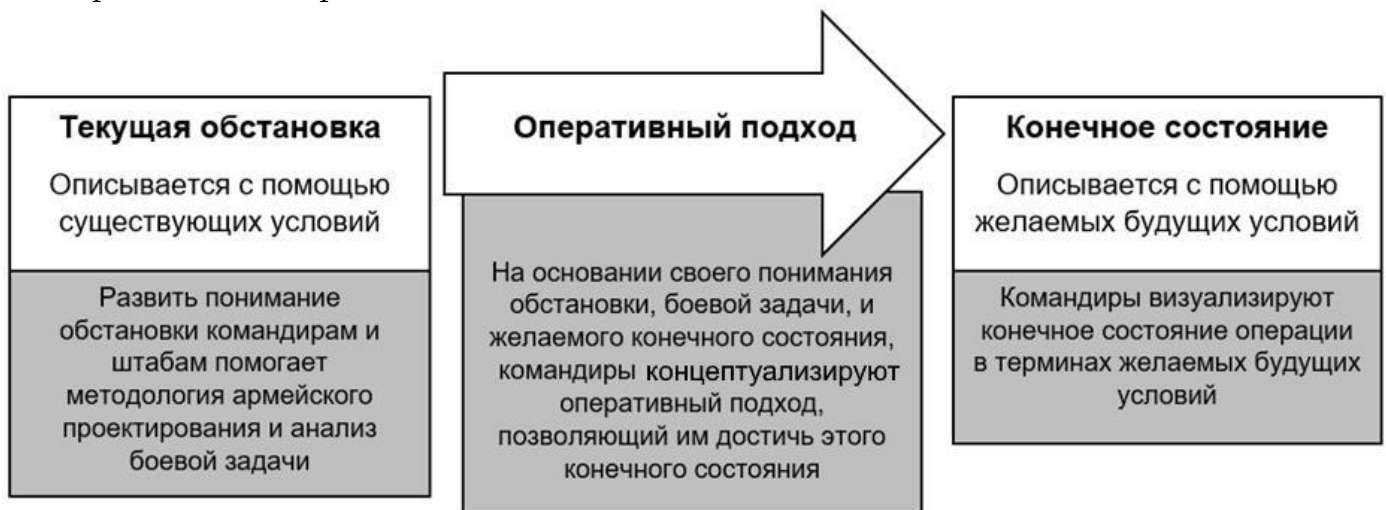 Текущая обстановка
Описывается с помощью
существующих условий
Развить понимание
обстановки командирам и
штабам помогает
методология армейского
проектирования и анализ
боевой задачи
Оперативный подход
На основании своего понимания
обстановки, боевой задачи, и
желаемого конечного состояния,
командиры концептуализируют
оперативный подход,
позволяющий им достичь этого
конечного состояния
Конечное состояние
Описывается с помощью
желаемых будущих условий
Командиры визуализируют
конечное состояние операции
в терминах желаемых будущих
условий